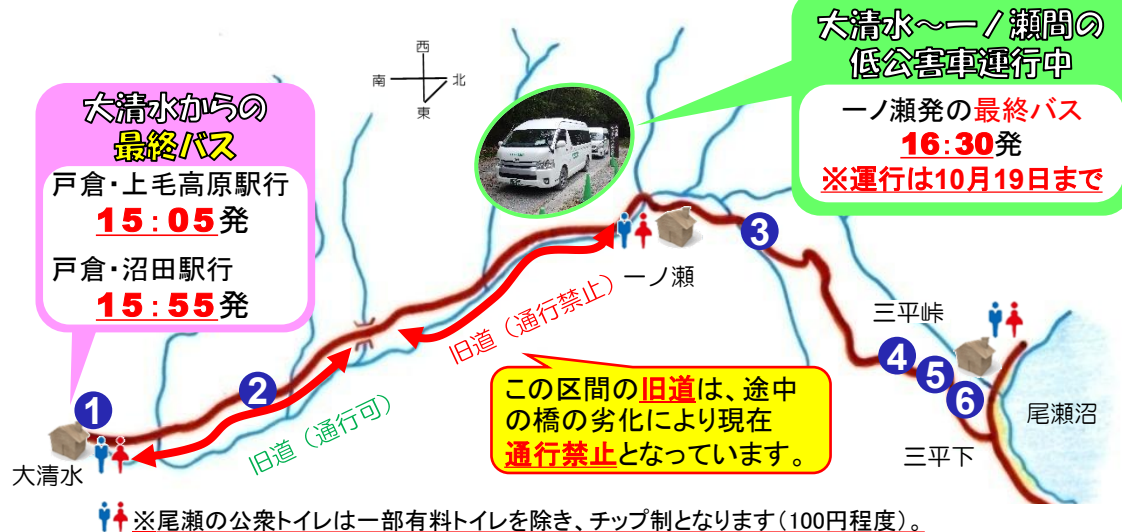 大清水からの
最終バス
戸倉・上毛高原駅行
15:05発
戸倉・沼田駅行
15:55発
西
南
北
東
大清水～一ノ瀬間の
低公害車運行中
一ノ瀬発の最終バス
16:30発
※運行は10月19日まで
1
2
3
4
5
6
大清水
旧道（通行可）
旧道（通行禁止）
一ノ瀬
三平峠
三平下
尾瀬沼
この区間の旧道は、途中
の橋の劣化により現在
通行禁止となっています。
※尾瀬の公衆トイレは一部有料トイレを除き、チップ制となります(100円程度)。